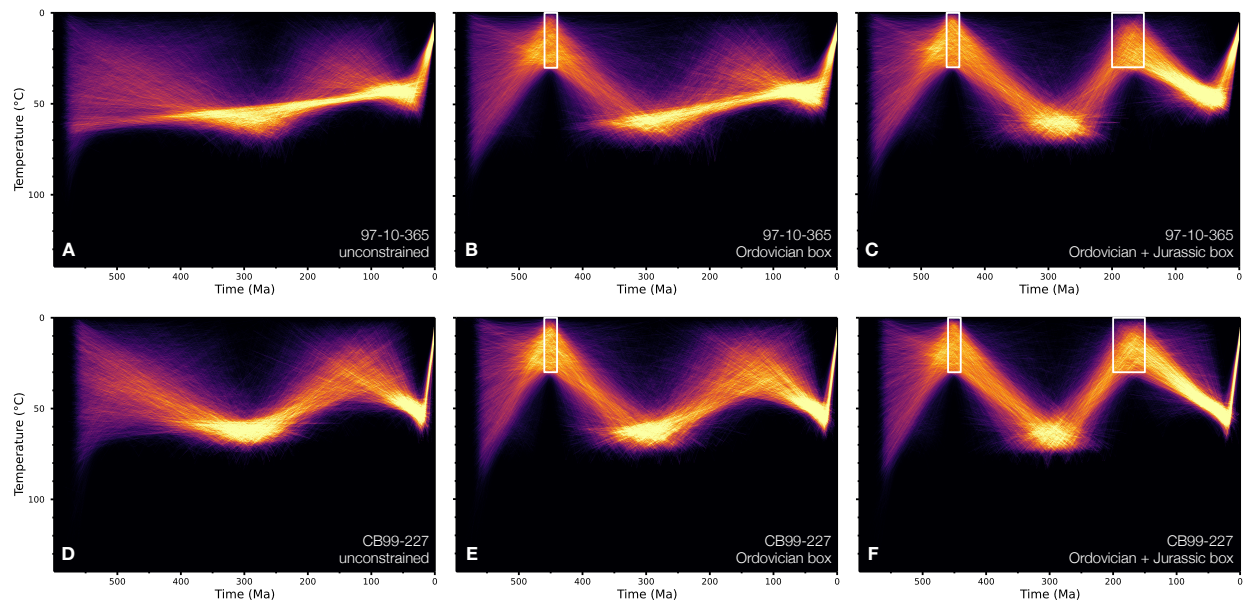 0
50
100
Temperature (°C)
A
97-10-365
unconstrained
500
400
300
200
100
0
Time (Ma)
B
97-10-365
Ordovician box
500
400
300
200
100
0
Time (Ma)
C
97-10-365
Ordovician + Jurassic box
500
400
300
200
100
0
Time (Ma)
0
50
100
Temperature (°C)
D
CB99-227
unconstrained
500
400
300
200
100
0
Time (Ma)
E
CB99-227
Ordovician box
500
400
300
200
100
0
Time (Ma)
F
CB99-227
Ordovician + Jurassic box
500
400
300
200
100
0
Time (Ma)